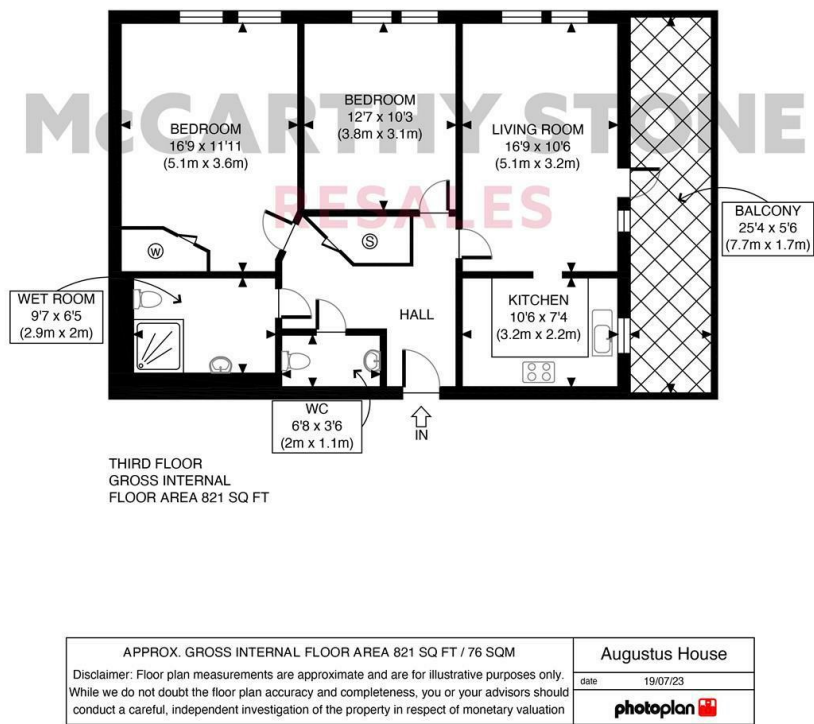 McCARTHY STONE
RESALES
BEDROOM
16'9 x 11'11
(5.1m x 3.6m)
BEDROOM
12'7 x 10'3
(3.8m x 3.1m)
LIVING ROOM
16'9 x 10'6
(5.1m x 3.2m)
BALCONY
25'4 x 5'6
(7.7m x 1.7m)
W
S
WET ROOM
9'7 x 6'5
(2.9m x 2m)
HALL
KITCHEN
10'6 x 7'4
(3.2m x 2.2m)
WC
6'8 x 3'6
(2m x 1.1m)
IN
THIRD FLOOR
GROSS INTERNAL
FLOOR AREA 821 SQ FT
APPROX. GROSS INTERNAL FLOOR AREA 821 SQ FT / 76 SQM
Disclaimer: Floor plan measurements are approximate and are for illustrative purposes only.
While we do not doubt the floor plan accuracy and completeness, you or your advisors should
conduct a careful, independent investigation of the property in respect of monetary valuation
Augustus House
date 19/07/23
photoplan